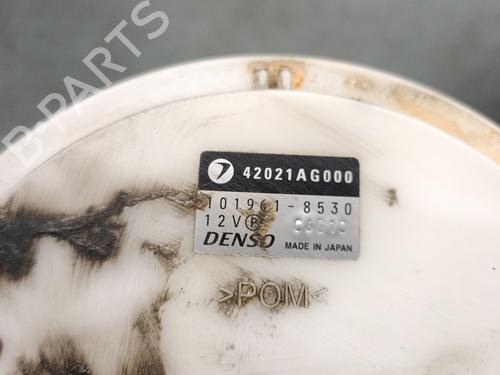 B-PARTS
42021AG000
101961-8530
12V P
DENSO MADE IN JAPAN
>POM<